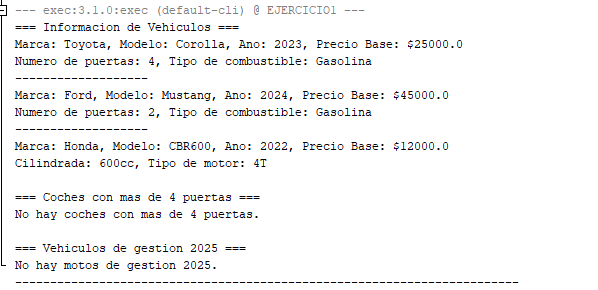 --- exec:3.1.0:exec (default-cli) @ EJERCICIO1 ---
=== Informacion de Vehiculos ===
Marca: Toyota, Modelo: Corolla, Ano: 2023, Precio Base: $25000.0
Numero de puertas: 4, Tipo de combustible: Gasolina
-------------------
Marca: Ford, Modelo: Mustang, Ano: 2024, Precio Base: $45000.0
Numero de puertas: 2, Tipo de combustible: Gasolina
-------------------
Marca: Honda, Modelo: CBR600, Ano: 2022, Precio Base: $12000.0
Cilindrada: 600cc, Tipo de motor: 4T
=== Coches con mas de 4 puertas ===
No hay coches con mas de 4 puertas.
=== Vehiculos de gestion 2025 ===
No hay motos de gestion 2025.
------------------------------------------------------------------------